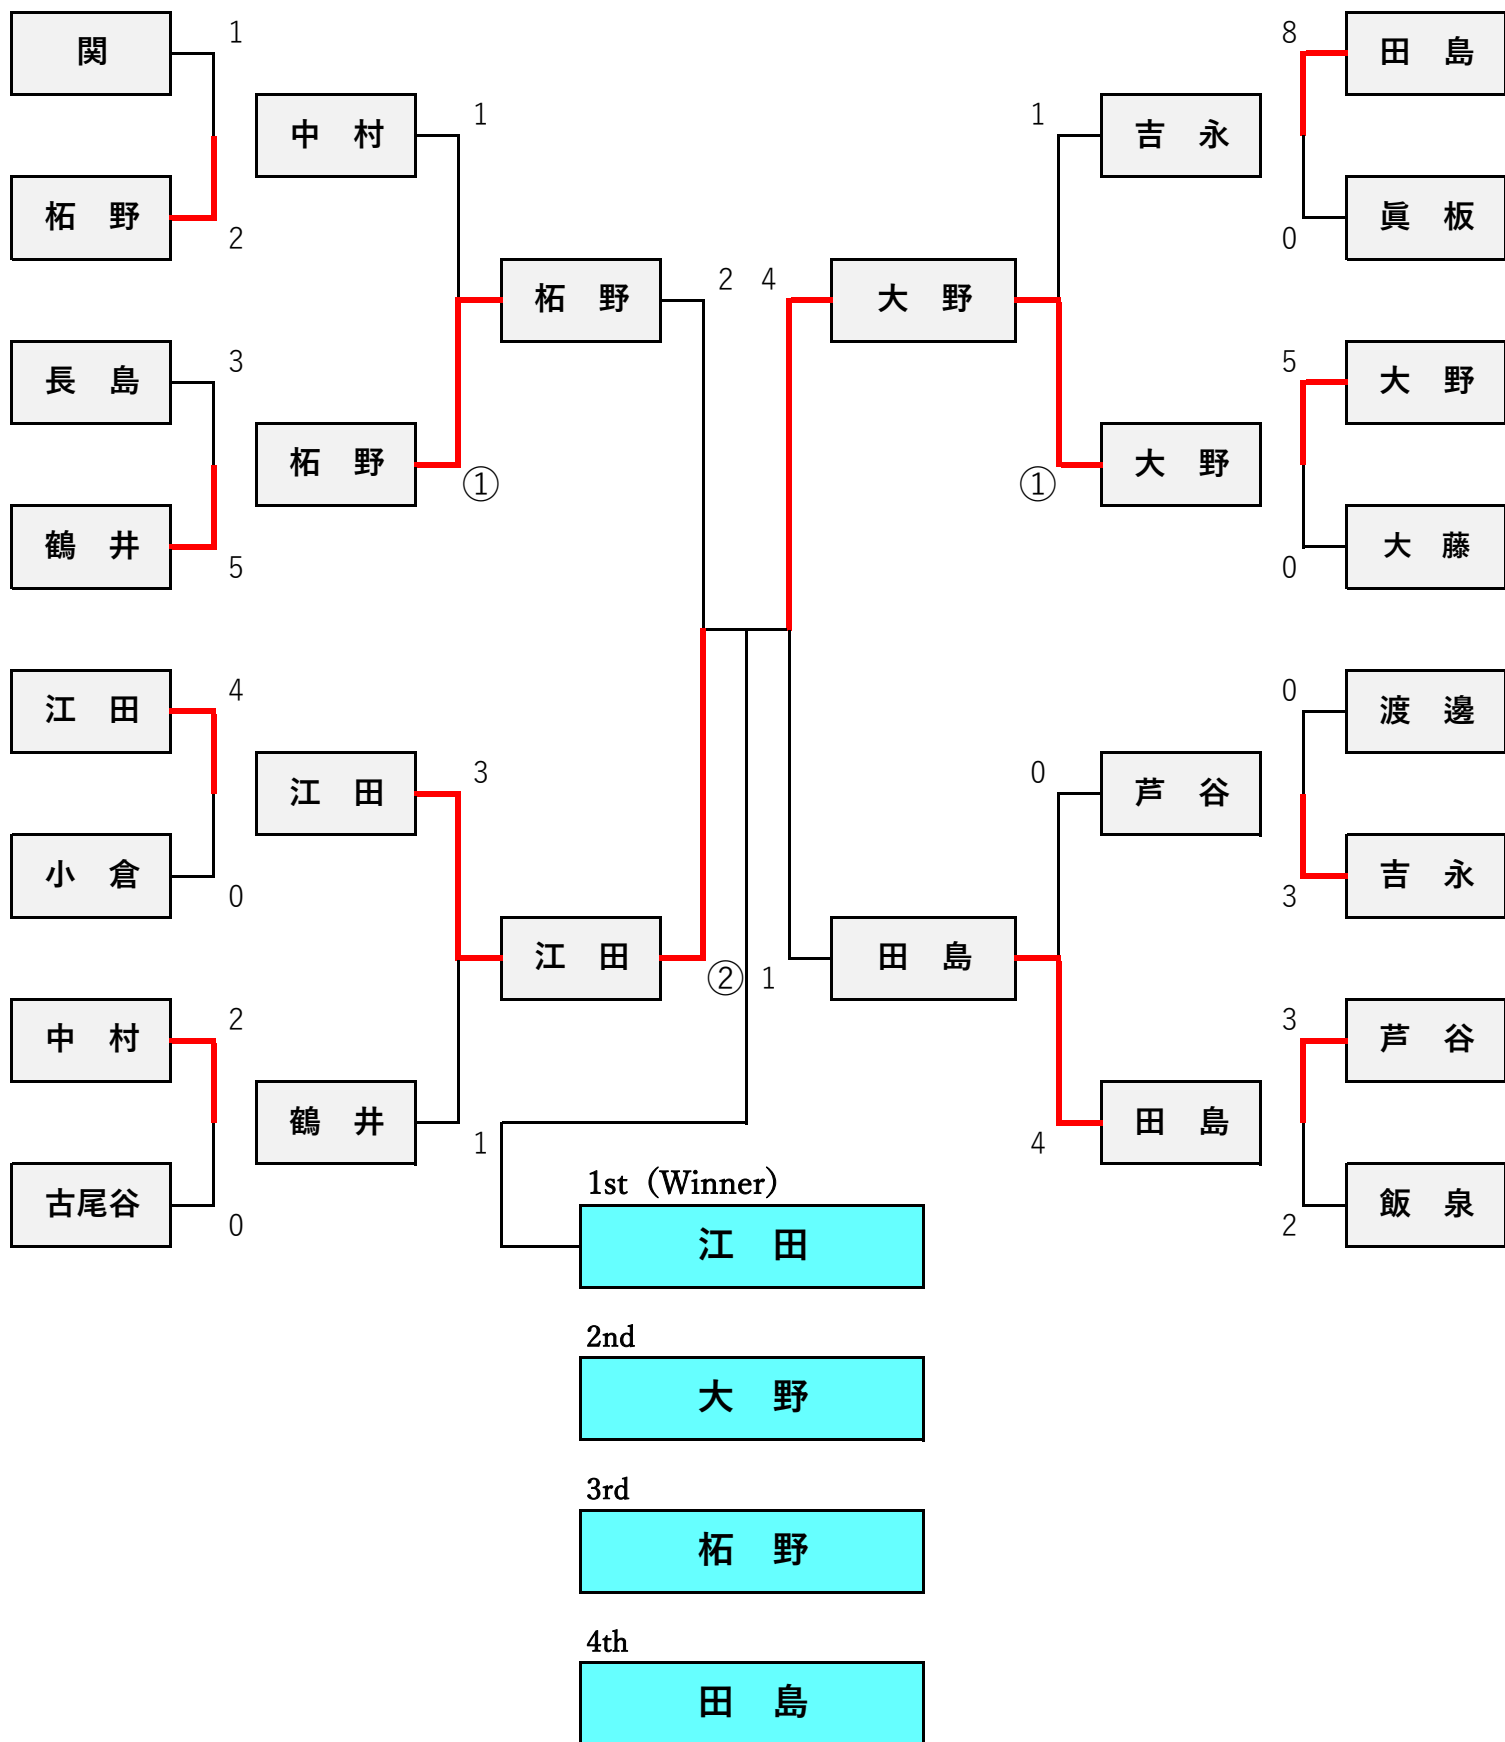 関
1
8
田 島
中 村
1
1
吉 永
柘 野
2
0
眞 板
柘 野
2
4
大 野
長 島
3
5
大 野
柘 野
①
①
大 野
鶴 井
5
0
大 藤
江 田
4
0
渡 邊
江 田
3
0
芦 谷
小 倉
0
3
吉 永
江 田
②
1
田 島
中 村
2
3
芦 谷
鶴 井
1
4
田 島
古尾谷
0
2
飯 泉
1st (Winner)
江 田
2nd
大 野
3rd
柘 野
4th
田 島